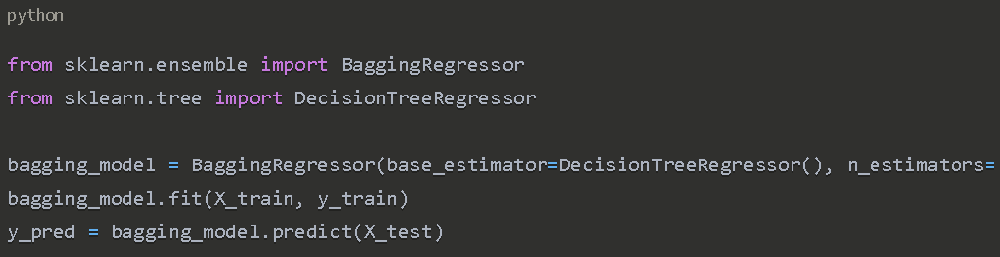 python
from sklearn.ensemble import BaggingRegressor
from sklearn.tree import DecisionTreeRegressor
bagging_model = BaggingRegressor(base_estimator=DecisionTreeRegressor(), n_estimators=
bagging_model.fit(X_train, y_train)
y_pred = bagging_model.predict(X_test)